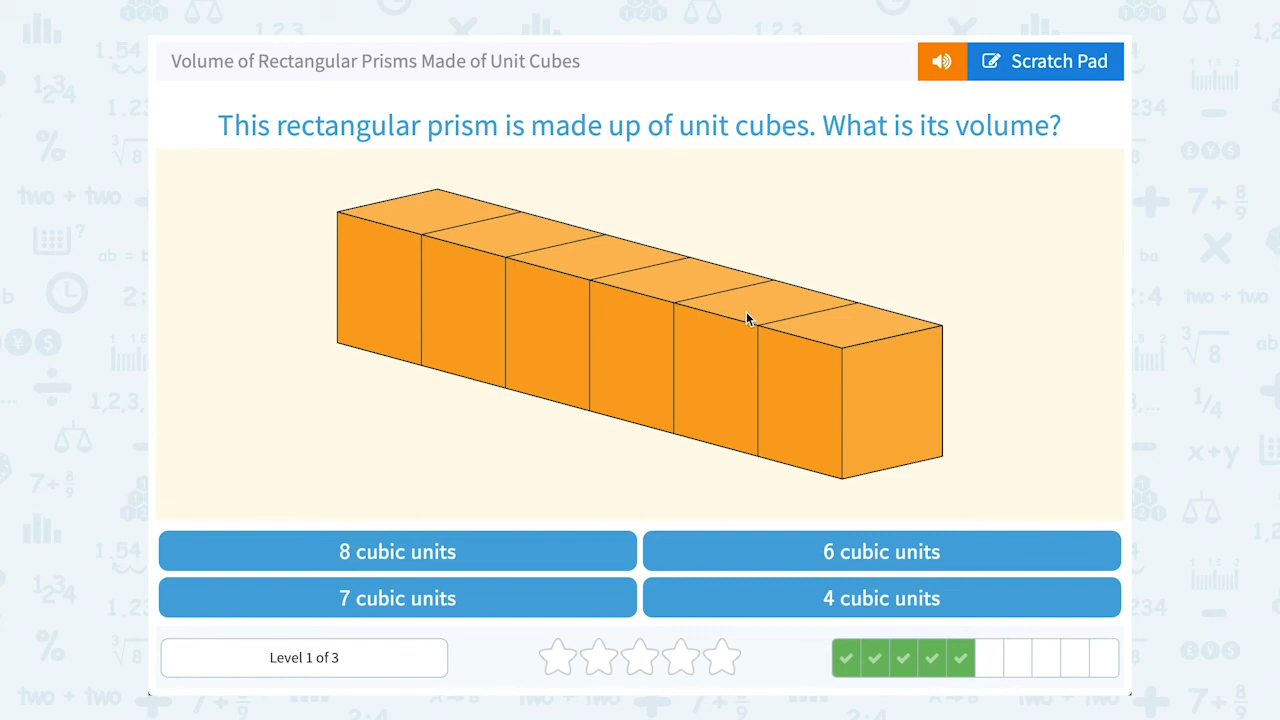 Volume of Rectangular Prisms Made of Unit Cubes
Scratch Pad
This rectangular prism is made up of unit cubes. What is its volume?
8 cubic units
6 cubic units
7 cubic units
4 cubic units
Level 1 of 3